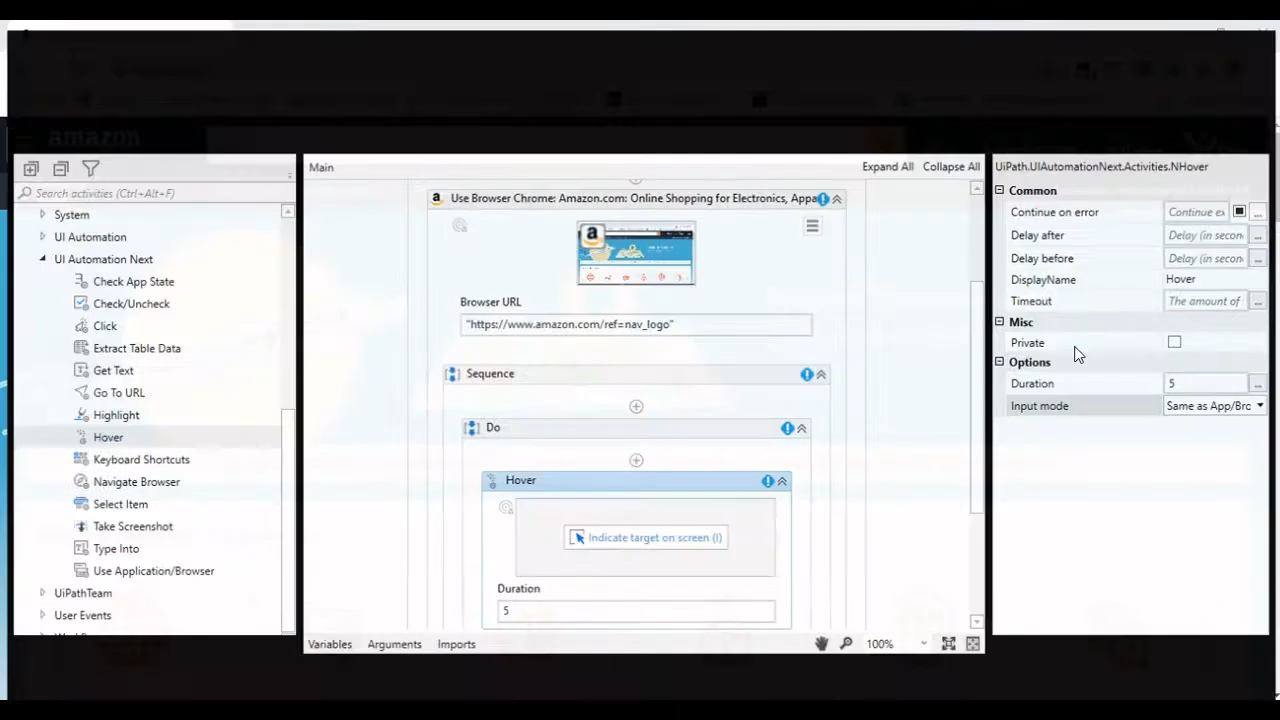 amazon
Search activities (Ctrl+Alt+F)
System
UI Automation
UI Automation Next
Check App State
Check/Uncheck
Click
Extract Table Data
Get Text
Go To URL
Highlight
Hover
Keyboard Shortcuts
Navigate Browser
Select Item
Take Screenshot
Type Into
Use Application/Browser
UiPathTeam
User Events
Main
Expand All
Collapse All
a Use Browser Chrome: Amazon.com: Online Shopping for Electronics, Appa
a
Browser URL
"https://www.amazon.com/ref=nav_logo"
Sequence
Do
Hover
Indicate target on screen (I)
Duration
5
Variables
Arguments
Imports
100%
UiPath.UIAutomationNext.Activities.NHover
Common
Continue on error Continue ex ...
Delay after Delay (in secon ...
Delay before Delay (in secon ...
DisplayName Hover
Timeout The amount of ...
Misc
Private
Options
Duration 5 ...
Input mode Same as App/Bro